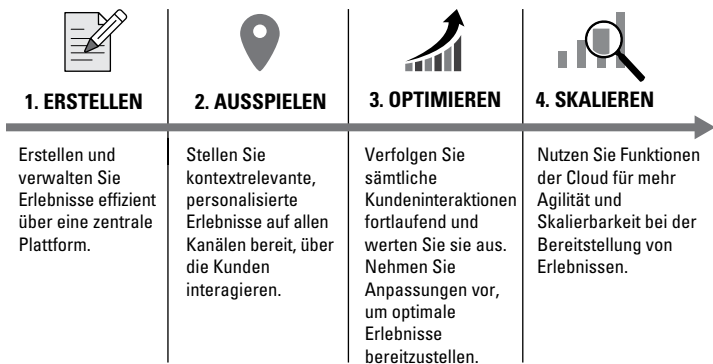 1. ERSTELLEN
2. AUSSPIELEN
3. OPTIMIEREN
4. SKALIEREN
Erstellen und
verwalten Sie
Erlebnisse effizient
über eine zentrale
Plattform.
Stellen Sie
kontextrelevante,
personalisierte
Erlebnisse auf allen
Kanälen bereit, über
die Kunden
interagieren.
Verfolgen Sie
sämtliche
Kundeninteraktionen
fortlaufend und
werten Sie sie aus.
Nehmen Sie
Anpassungen vor,
um optimale
Erlebnisse
bereitzustellen.
Nutzen Sie Funktionen
der Cloud für mehr
Agilität und
Skalierbarkeit bei der
Bereitstellung von
Erlebnissen.